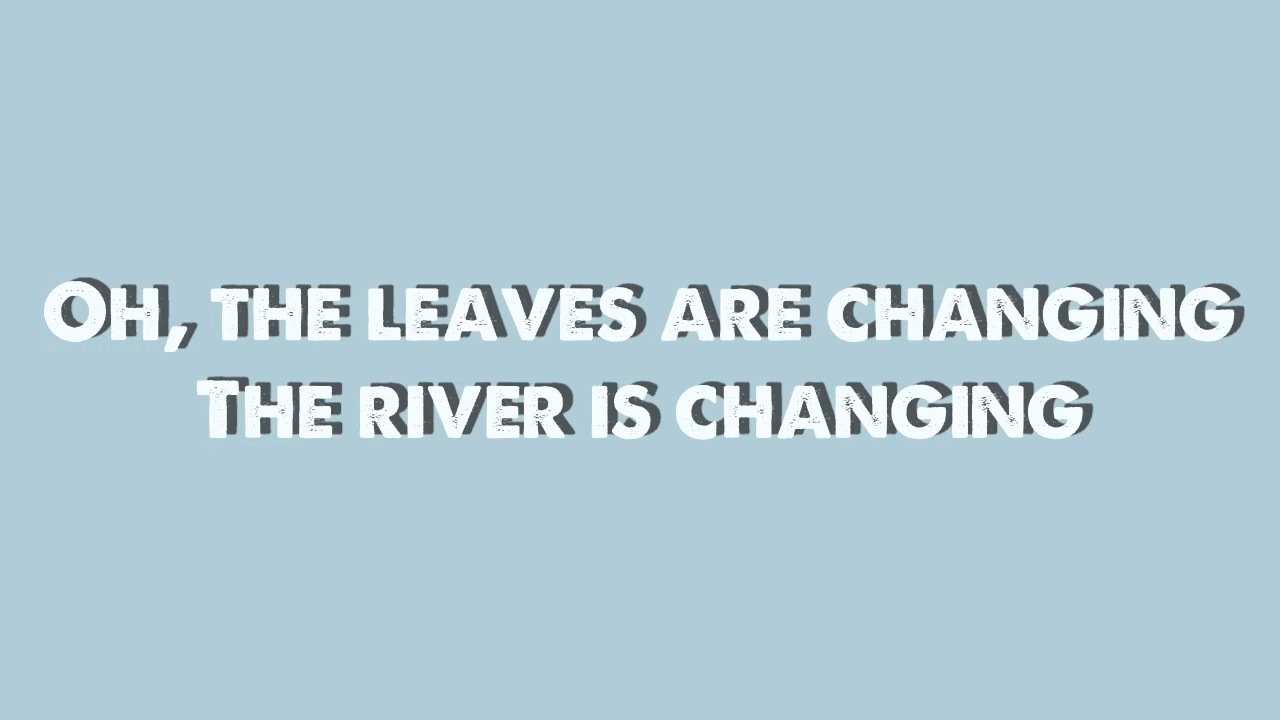 Oh, the leaves are changing
The river is changing